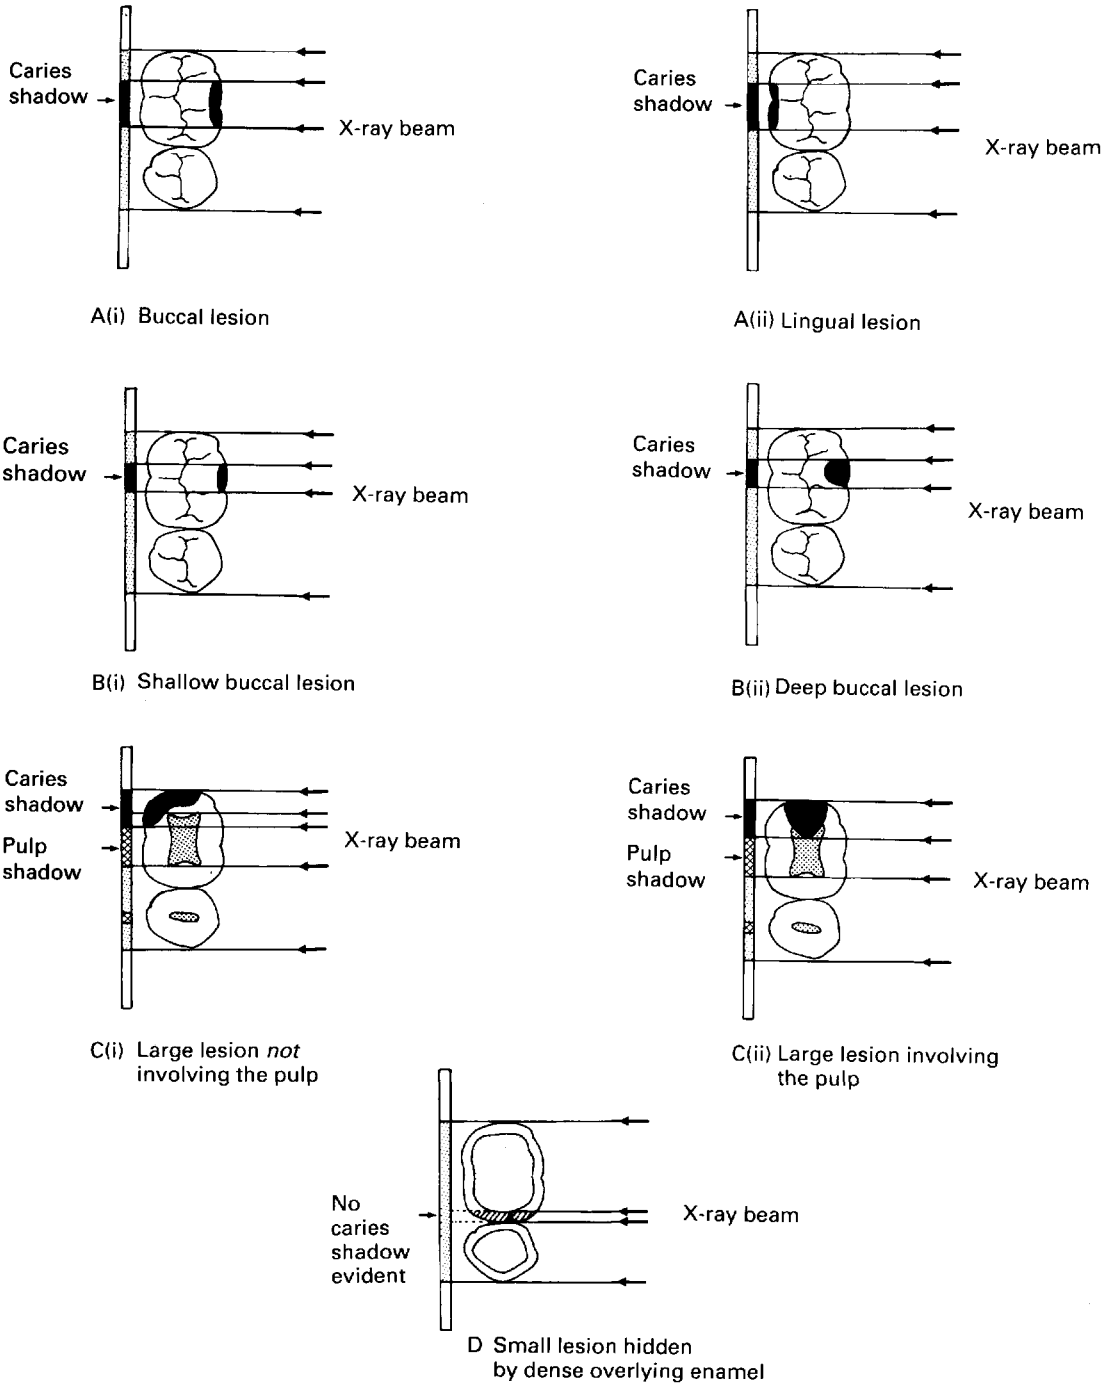 Caries
shadow
X-ray beam
A(i) Buccal lesion
Caries
shadow
X-ray beam
A(ii) Lingual lesion
Caries
shadow
X-ray beam
B(i) Shallow buccal lesion
Caries
shadow
X-ray beam
B(ii) Deep buccal lesion
Caries
shadow
Pulp
shadow
X-ray beam
C(i) Large lesion not
involving the pulp
Caries
shadow
Pulp
shadow
X-ray beam
C(ii) Large lesion involving
the pulp
No
caries
shadow
evident
X-ray beam
D Small lesion hidden
by dense overlying enamel